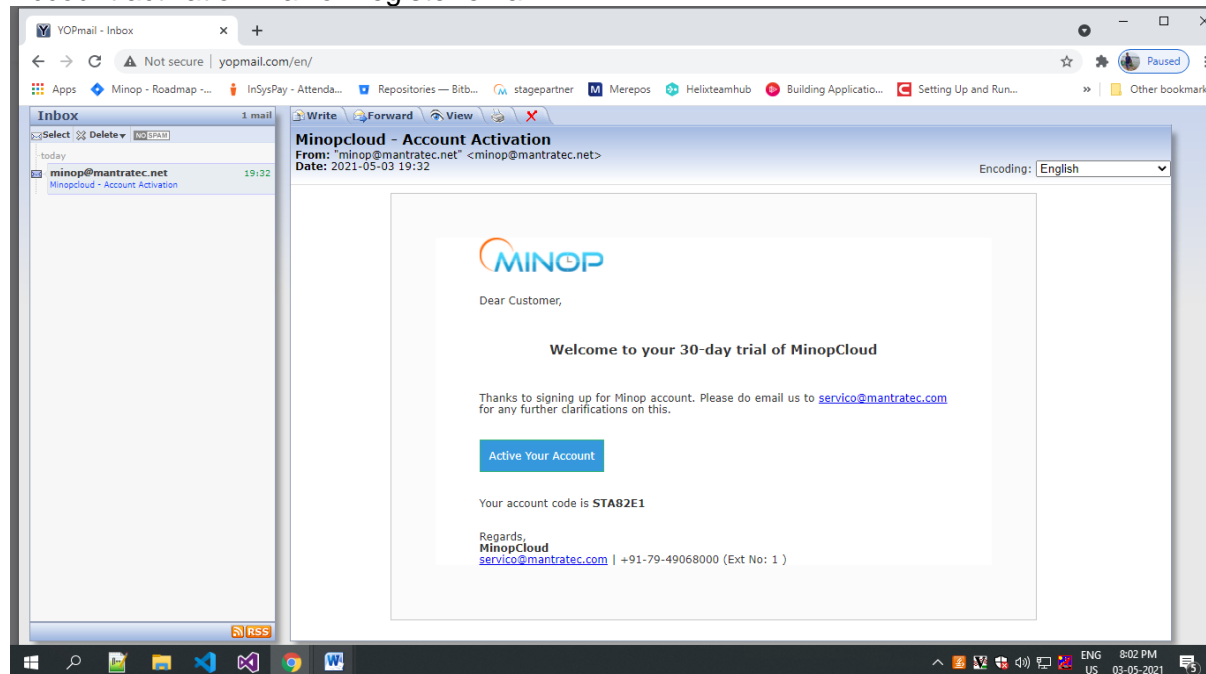 YOPmail - Inbox
Not secure | yopmail.com/en/
Paused
Apps
Minop - Roadmap -...
InSysPay - Attenda...
Repositories — Bitb...
stagepartner
Merepos
Helixteamhub
Building Applicatio...
Setting Up and Run...
»
Other bookmark
Inbox 1 mail
Select Delete NO SPAM
today
minop@mantratec.net 19:32
Minopcloud - Account Activation
RSS
Write Forward View X
Minopcloud - Account Activation
From: "minop@mantratec.net" <minop@mantratec.net>
Date: 2021-05-03 19:32
Encoding: English
MINOP
Dear Customer,
Welcome to your 30-day trial of MinopCloud
Thanks to signing up for Minop account. Please do email us to servico@mantratec.com
for any further clarifications on this.
Active Your Account
Your account code is STA82E1
Regards,
MinopCloud
servico@mantratec.com | +91-79-49068000 (Ext No: 1 )
ENG 8:02 PM
US 03-05-2021
5